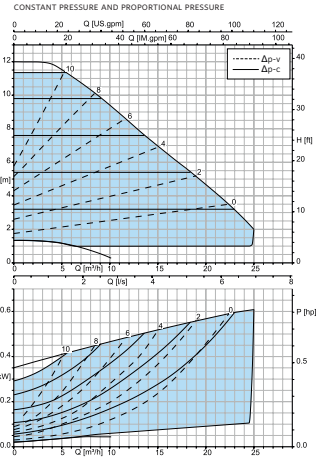 CONSTANT PRESSURE AND PROPORTIONAL PRESSURE
0 20 Q [US.gpm] 60 80 100 120
0 20 40 Q [IM.gpm] 60 80 100
Δp-v
Δp-c
12
10
8
6
[m]
4
2
0
40
30
H [ft]
20
10
0
10
8
6
4
2
0
0 5 Q [m³/h] 10 15 20 25
0 2 Q [l/s] 4 6 8
0.6
0.4
kW]
0.2
0.0
P [hp]
0.5
0.0
10 8 6 4 2 0
0 5 Q [m³/h] 10 15 20 25